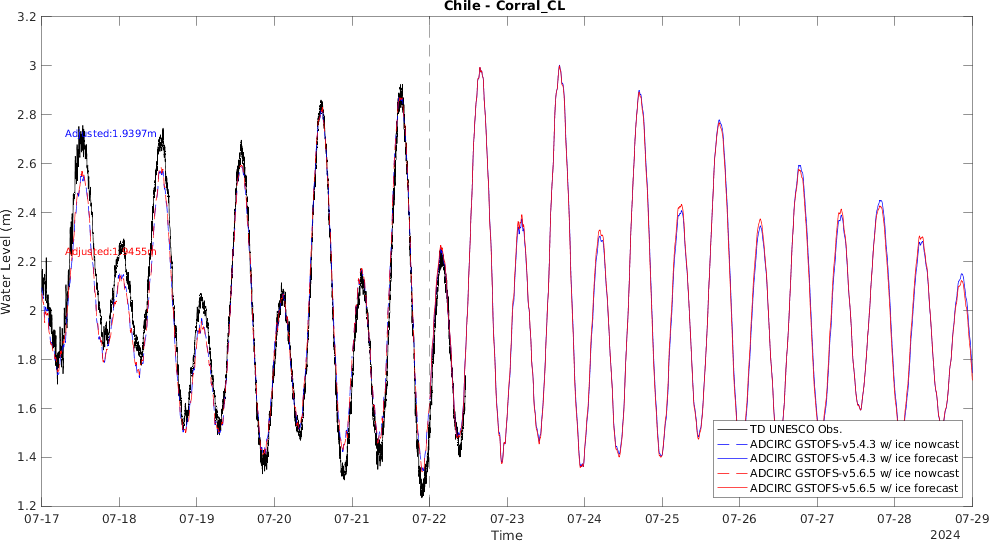 Chile - Corral_CL
3.2
3
2.8
2.6
2.4
2.2
2
1.8
1.6
1.4
1.2
Water Level (m)
Adjusted:1.9397m
Adjusted:1.9455m
TD UNESCO Obs.
ADCIRC GSTOFS-v5.4.3 w/ ice nowcast
ADCIRC GSTOFS-v5.4.3 w/ ice forecast
ADCIRC GSTOFS-v5.6.5 w/ ice nowcast
ADCIRC GSTOFS-v5.6.5 w/ ice forecast
07-17 07-18 07-19 07-20 07-21 07-22 07-23 07-24 07-25 07-26 07-27 07-28 07-29
Time
2024